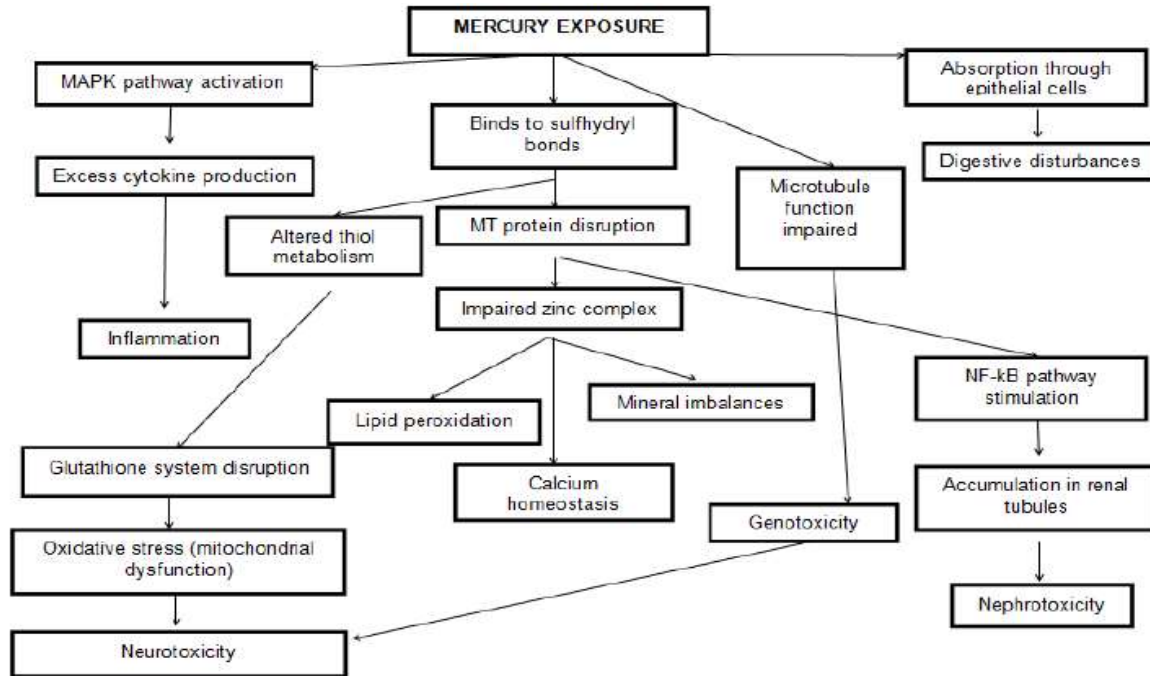 MERCURY EXPOSURE
MAPK pathway activation
Absorption through
epithelial cells
Binds to sulfhydryl
bonds
Excess cytokine production
Digestive disturbances
Microtubule
function
impaired
Altered thiol
metabolism
MT protein disruption
Impaired zinc complex
Inflammation
NF-kB pathway
stimulation
Mineral imbalances
Lipid peroxidation
Glutathione system disruption
Calcium
homeostasis
Accumulation in renal
tubules
Genotoxicity
Oxidative stress (mitochondrial
dysfunction)
Nephrotoxicity
Neurotoxicity